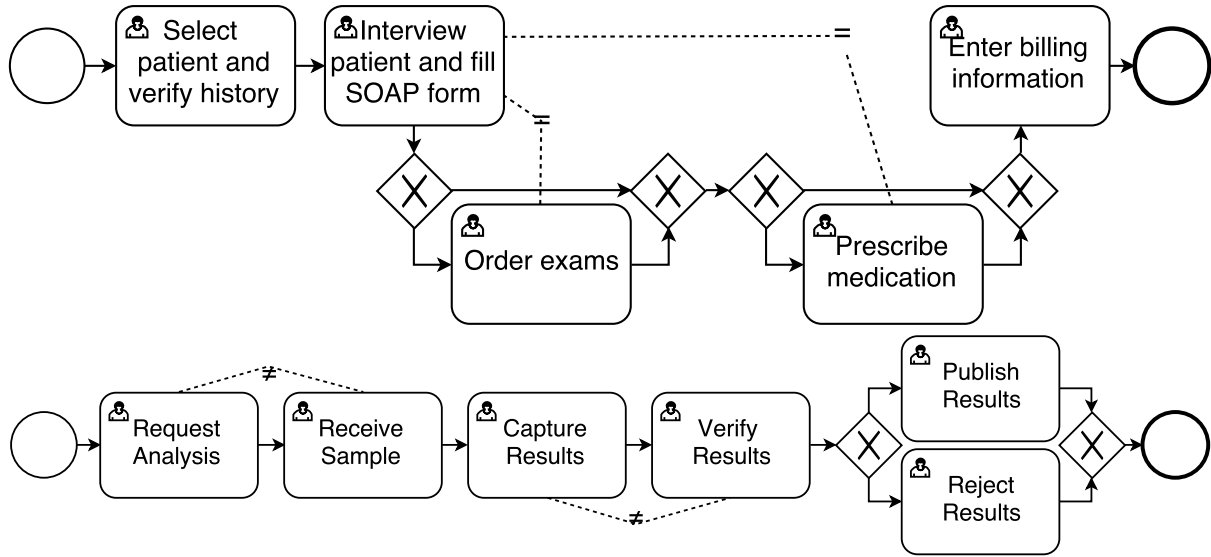 Select
patient and
verify history
Interview
patient and fill
SOAP form
=
=
Enter billing
information
X
X
X
X
Order exams
Prescribe
medication
Request
Analysis
≠
Receive
Sample
Capture
Results
≠
Verify
Results
X
Publish
Results
Reject
Results
X